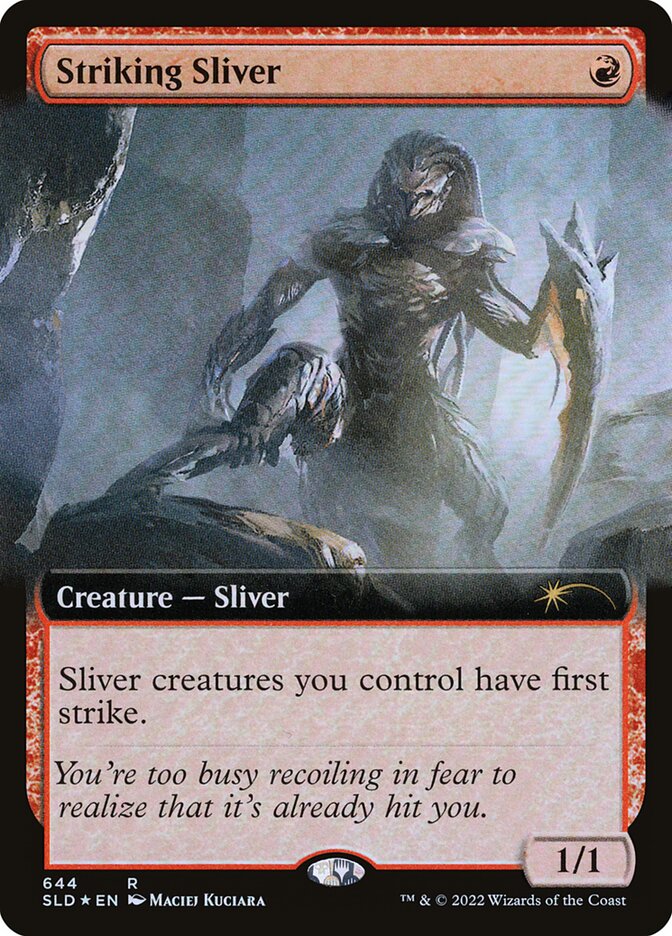 Striking Sliver
Creature — Sliver
Sliver creatures you control have first
strike.
You're too busy recoiling in fear to
realize that it's already hit you.
1/1
644 R
SLD ★ EN Maciej Kuciara
™ & © 2022 Wizards of the Coast